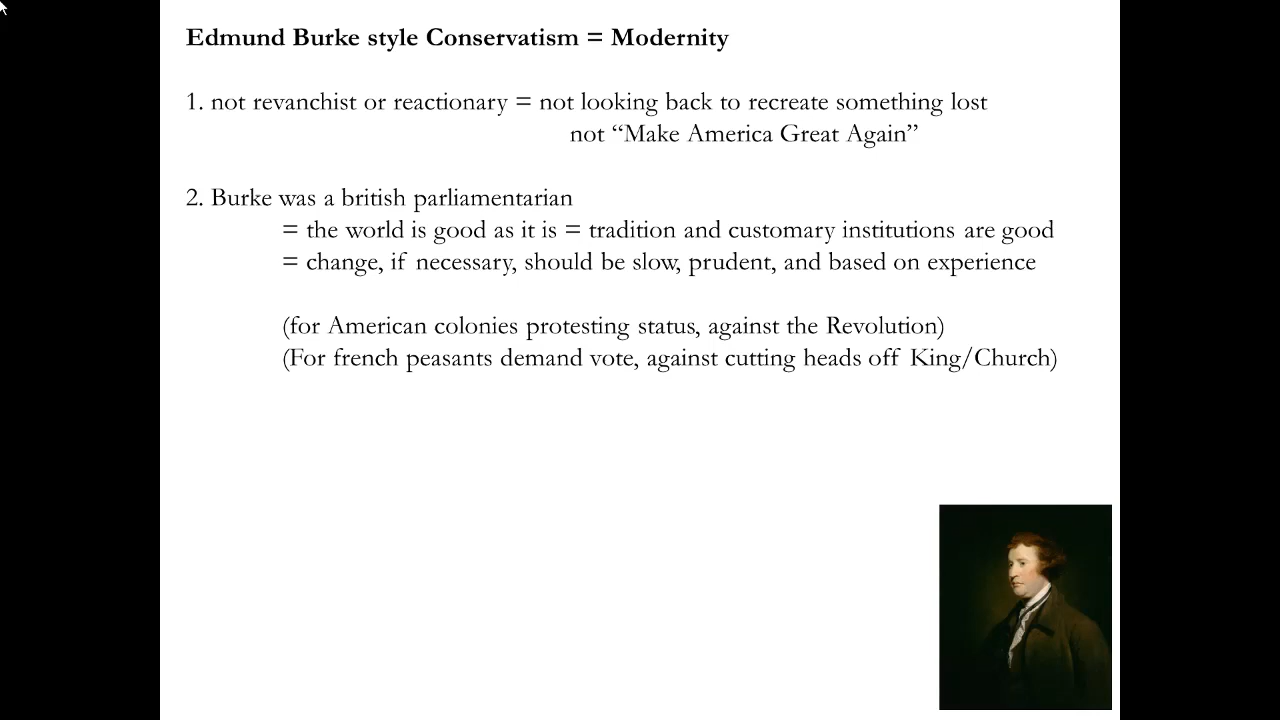 Edmund Burke style Conservatism = Modernity
1. not revanchist or reactionary = not looking back to recreate something lost
not “Make America Great Again”
2. Burke was a british parliamentarian
= the world is good as it is = tradition and customary institutions are good
= change, if necessary, should be slow, prudent, and based on experience
(for American colonies protesting status, against the Revolution)
(For french peasants demand vote, against cutting heads off King/Church)